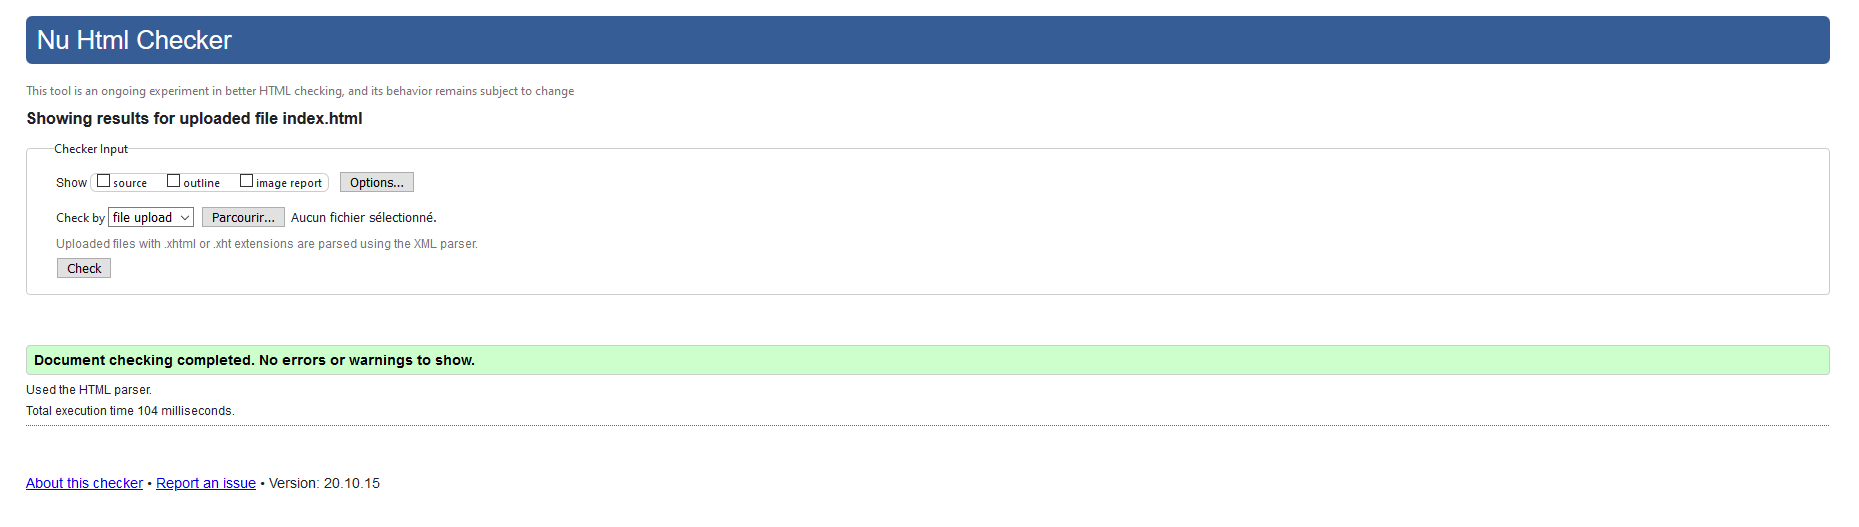 Nu Html Checker
This tool is an ongoing experiment in better HTML checking, and its behavior remains subject to change
Showing results for uploaded file index.html
Checker Input
Show source outline image report Options...
Check by file upload Parcourir... Aucun fichier sélectionné.
Uploaded files with .xhtml or .xht extensions are parsed using the XML parser.
Check
Document checking completed. No errors or warnings to show.
Used the HTML parser.
Total execution time 104 milliseconds.
About this checker • Report an issue • Version: 20.10.15